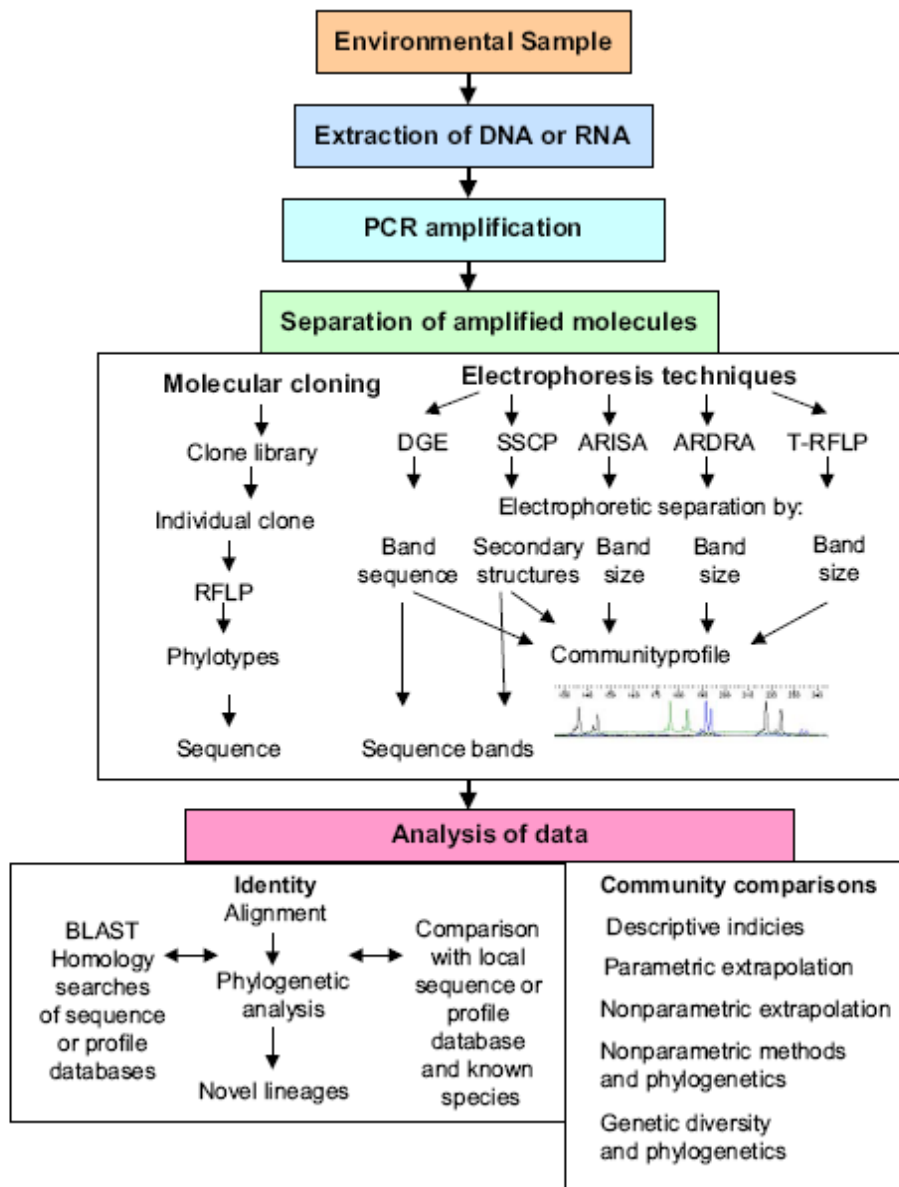 Environmental Sample
Extraction of DNA or RNA
PCR amplification
Separation of amplified molecules
Molecular cloning
Clone library
Individual clone
RFLP
Phylotypes
Sequence
Electrophoresis techniques
DGE SSCP ARISA ARDRA T-RFLP
Electrophoretic separation by:
Band
sequence
Secondary
structures
Band
size
Band
size
Band
size
Communityprofile
Sequence bands
Analysis of data
Identity
Alignment
Phylogenetic
analysis
Novel lineages
BLAST
Homology
searches
of sequence
or profile
databases
Comparison
with local
sequence or
profile
database
and known
species
Community comparisons
Descriptive indicies
Parametric extrapolation
Nonparametric extrapolation
Nonparametric methods
and phylogenetics
Genetic diversity
and phylogenetics